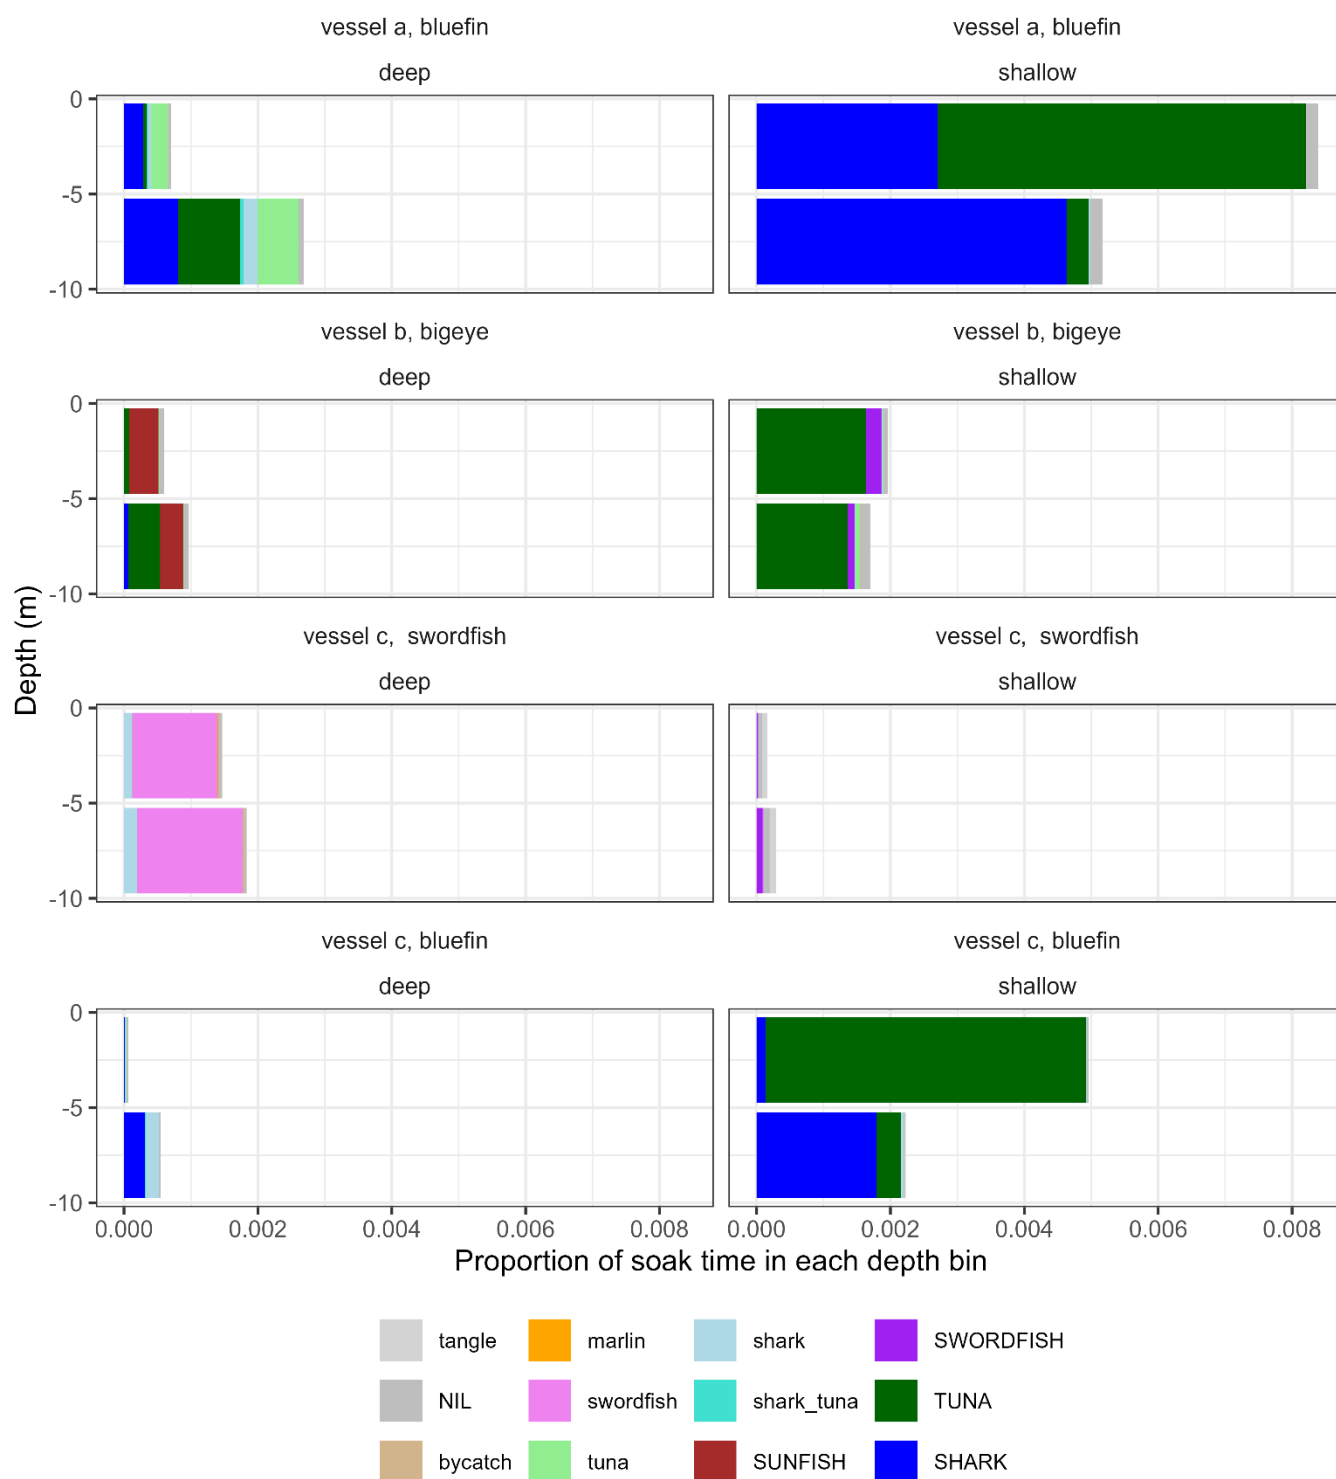 vessel a, bluefin
vessel a, bluefin
deep
shallow
0
-5
-10
vessel b, bigeye
vessel b, bigeye
deep
shallow
0
-5
-10
vessel c,  swordfish
vessel c,  swordfish
deep
shallow
0
-5
-10
vessel c, bluefin
vessel c, bluefin
deep
shallow
0
-5
-10
Depth (m)
0.000 0.002 0.004 0.006 0.008 0.000 0.002 0.004 0.006 0.008
Proportion of soak time in each depth bin
tangle marlin shark SWORDFISH
NIL swordfish shark_tuna TUNA
bycatch tuna SUNFISH SHARK